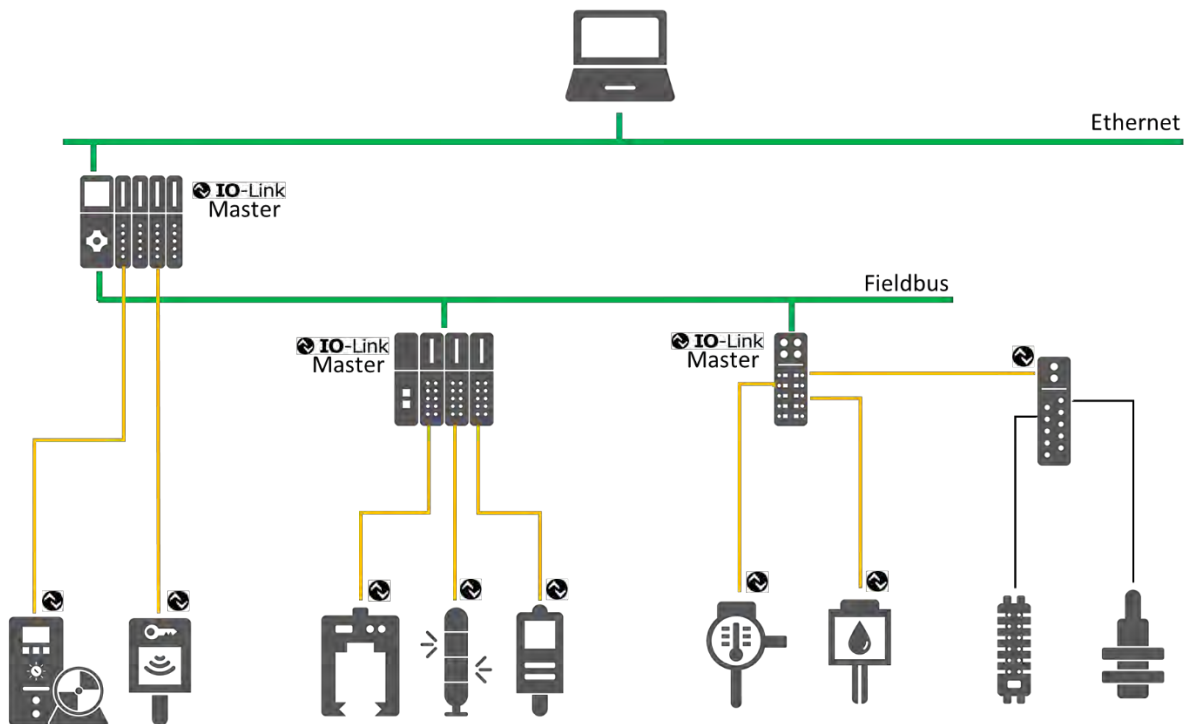 Ethernet
IO-Link
Master
Fieldbus
IO-Link
Master
IO-Link
Master